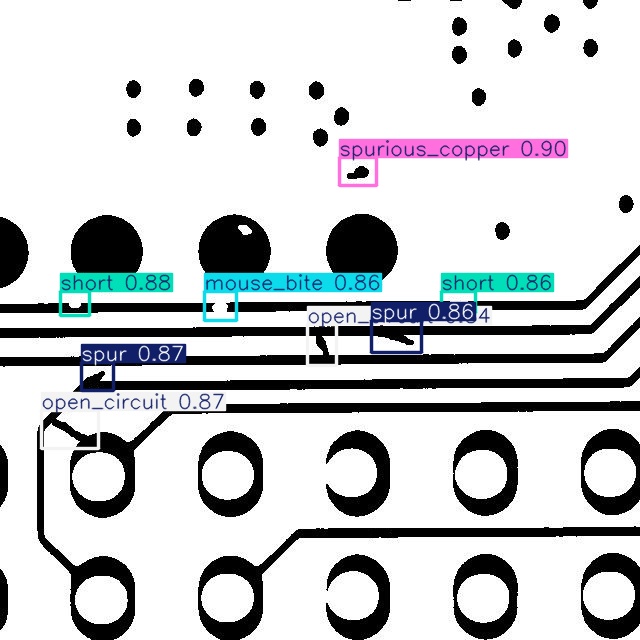 spurious_copper 0.90
short 0.88
mouse_bite 0.86
short 0.86
open_
spur 0.86
4
spur 0.87
open_circuit 0.87